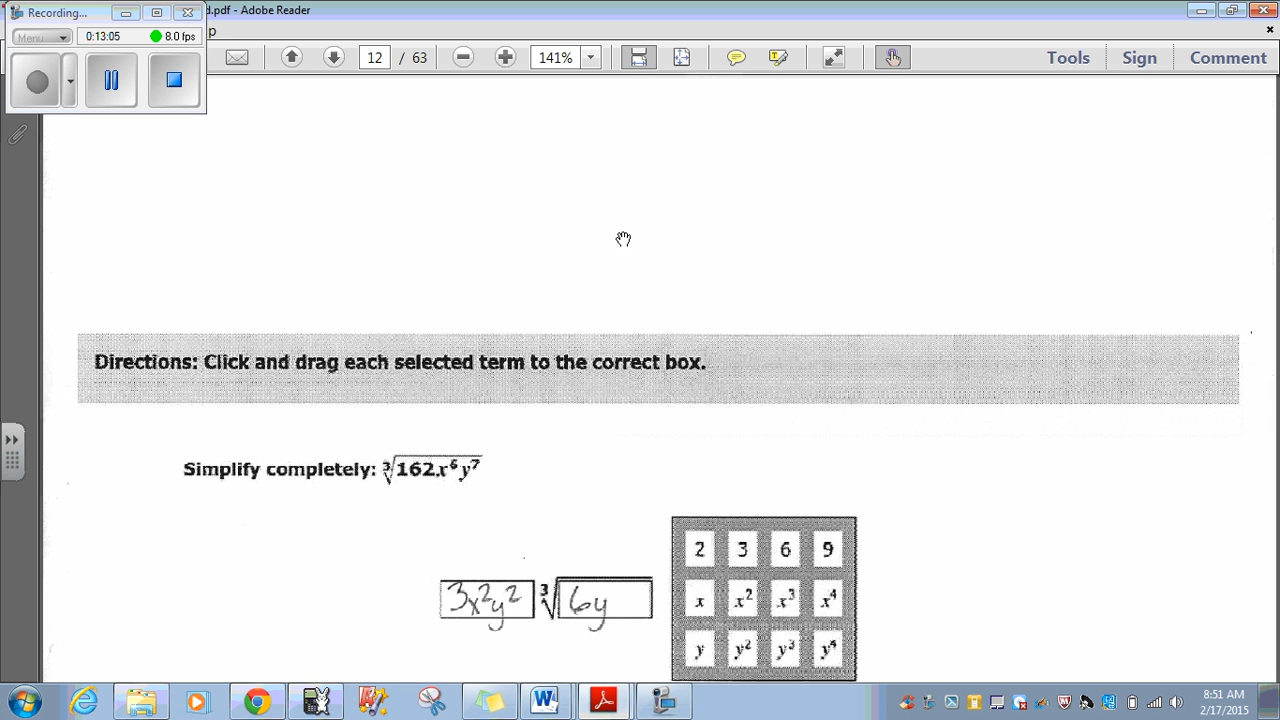 Recording...
d.pdf - Adobe Reader
Menu
0:13:05
8.0 fps
p
12 / 63
141%
Tools
Sign
Comment
Directions: Click and drag each selected term to the correct box.
Simplify completely: ∛162x⁶y⁷
3x²y² ∛6y
2 3 6 9
x x² x³ x⁴
y y² y³ y⁴
8:51 AM
2/17/2015